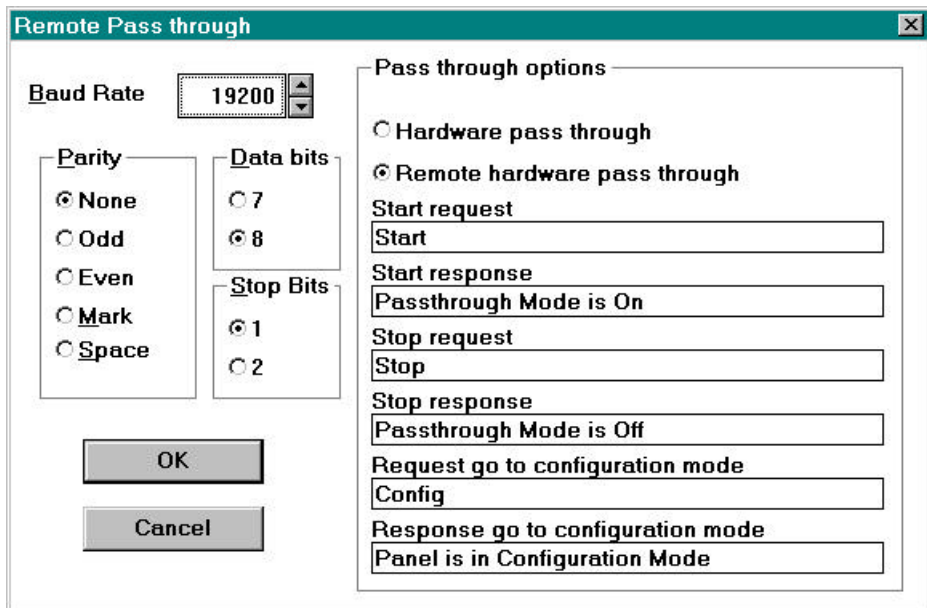 Remote Pass through
Baud Rate
19200
Parity
None
Odd
Even
Mark
Space
Data bits
7
8
Stop Bits
1
2
OK
Cancel
Pass through options
Hardware pass through
Remote hardware pass through
Start request
Start
Start response
Passthrough Mode is On
Stop request
Stop
Stop response
Passthrough Mode is Off
Request go to configuration mode
Config
Response go to configuration mode
Panel is in Configuration Mode